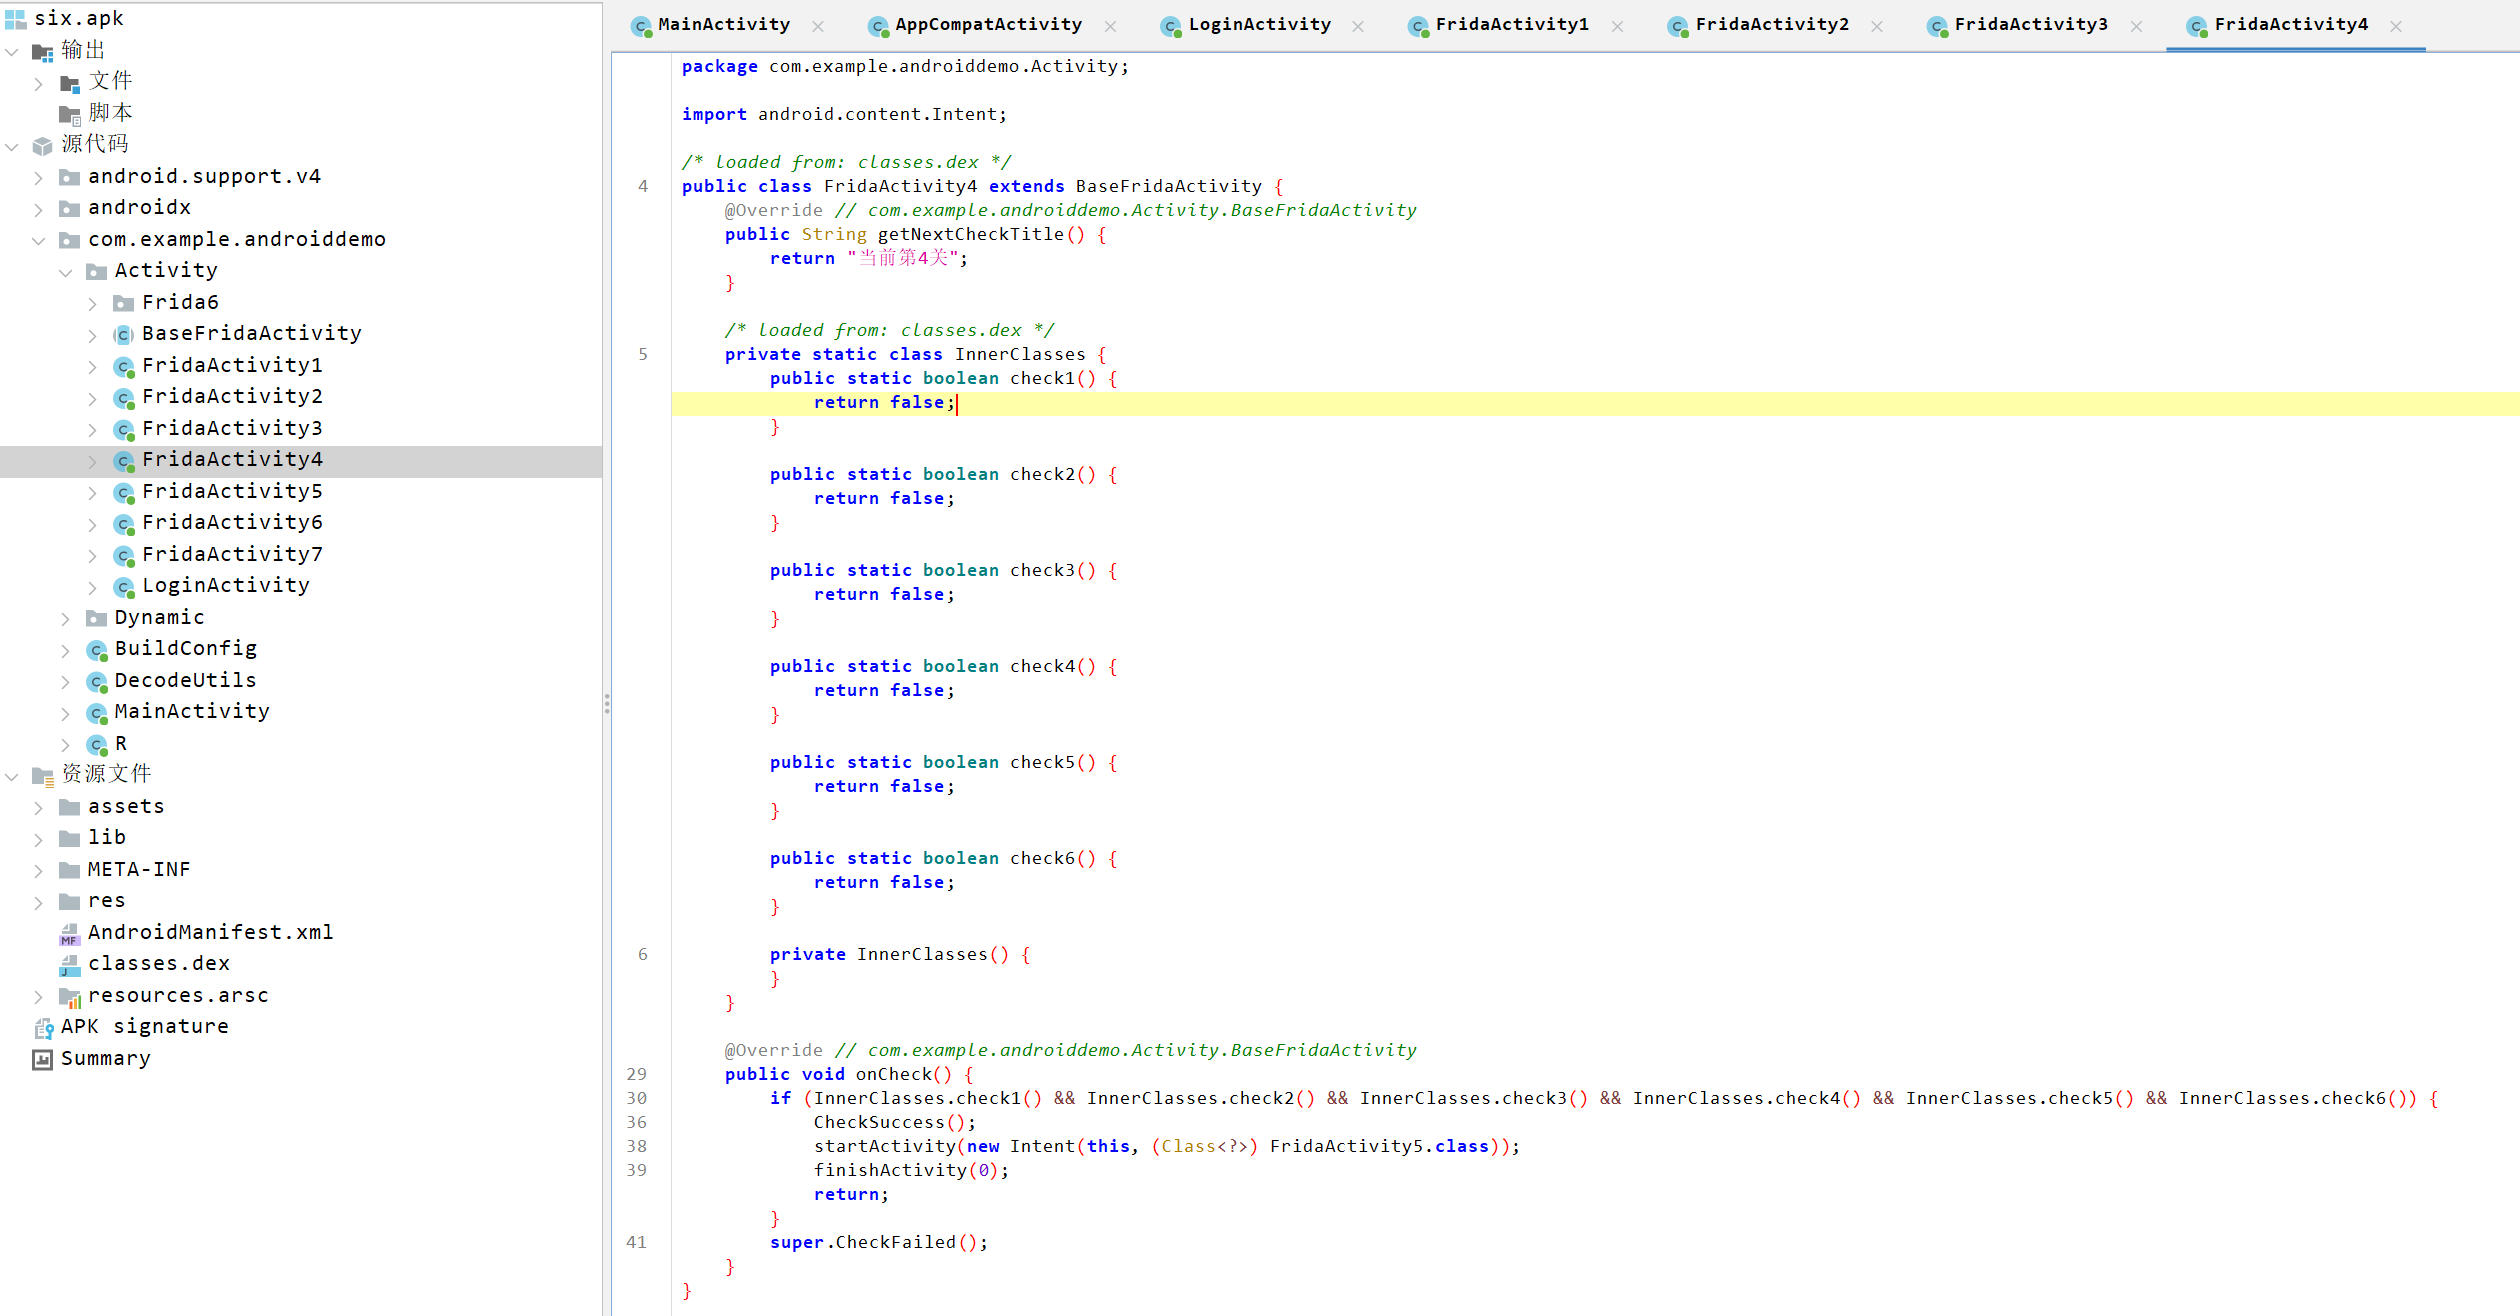 six.apk
输出
文件
脚本
源代码
android.support.v4
androidx
com.example.androiddemo
Activity
Frida6
BaseFridaActivity
FridaActivity1
FridaActivity2
FridaActivity3
FridaActivity4
FridaActivity5
FridaActivity6
FridaActivity7
LoginActivity
Dynamic
BuildConfig
DecodeUtils
MainActivity
R
资源文件
assets
lib
META-INF
res
AndroidManifest.xml
classes.dex
resources.arsc
APK signature
Summary
MainActivity AppCompatActivity LoginActivity FridaActivity1 FridaActivity2 FridaActivity3 FridaActivity4
package com.example.androiddemo.Activity;
import android.content.Intent;
/* loaded from: classes.dex */
4 public class FridaActivity4 extends BaseFridaActivity {
@Override // com.example.androiddemo.Activity.BaseFridaActivity
public String getNextCheckTitle() {
return "当前第4关";
}
/* loaded from: classes.dex */
5 private static class InnerClasses {
public static boolean check1() {
return false;
}
public static boolean check2() {
return false;
}
public static boolean check3() {
return false;
}
public static boolean check4() {
return false;
}
public static boolean check5() {
return false;
}
public static boolean check6() {
return false;
}
6 private InnerClasses() {
}
}
@Override // com.example.androiddemo.Activity.BaseFridaActivity
29 public void onCheck() {
30 if (InnerClasses.check1() && InnerClasses.check2() && InnerClasses.check3() && InnerClasses.check4() && InnerClasses.check5() && InnerClasses.check6()) {
36 CheckSuccess();
38 startActivity(new Intent(this, (Class<?>) FridaActivity5.class));
39 finishActivity(0);
return;
}
41 super.CheckFailed();
}
}